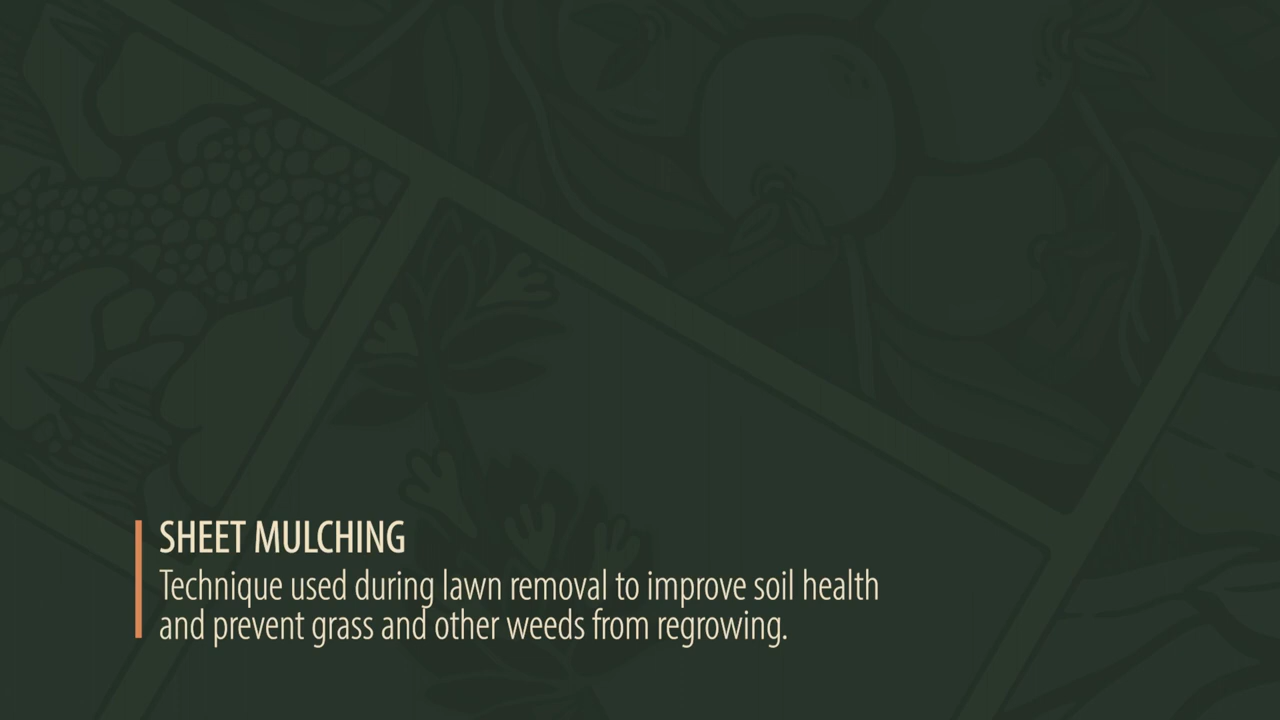 SHEET MULCHING
Technique used during lawn removal to improve soil health
and prevent grass and other weeds from regrowing.